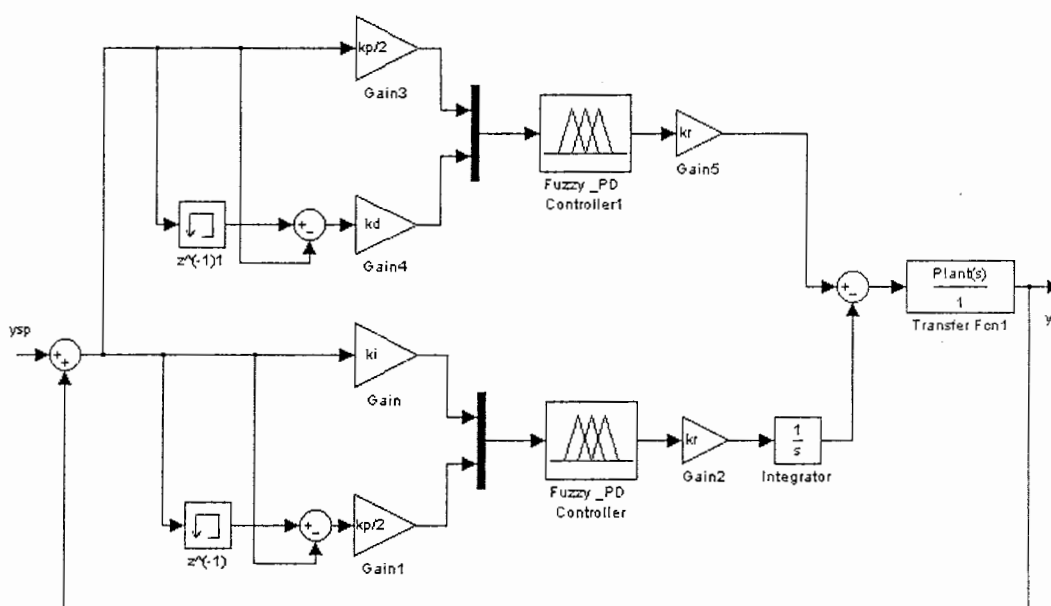 kp/2
Gain3
kr
Gain5
Fuzzy _PD
Controller1
+
-
kd
z^(-1)1
Gain4
+
-
Plant(s)
1
Transfer Fcn1
y
ysp
+
+
ki
Gain
kr
1
s
Gain2
Integrator
Fuzzy _PD
Controller
+
-
kp/2
z^(-1)
Gain1